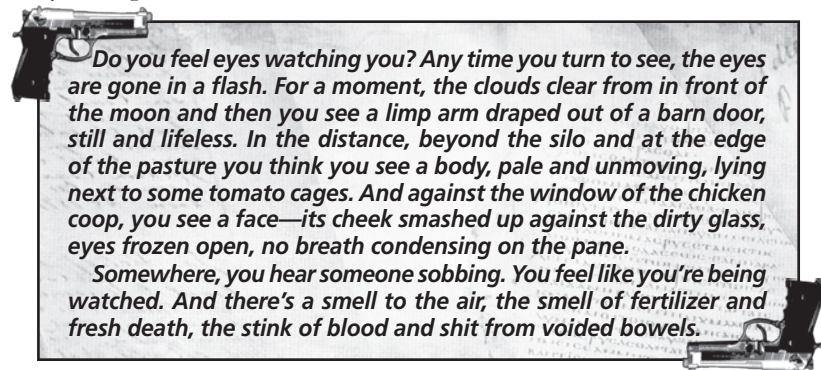 Do you feel eyes watching you? Any time you turn to see, the eyes
are gone in a flash. For a moment, the clouds clear from in front of
the moon and then you see a limp arm draped out of a barn door,
still and lifeless. In the distance, beyond the silo and at the edge
of the pasture you think you see a body, pale and unmoving, lying
next to some tomato cages. And against the window of the chicken
coop, you see a face—its cheek smashed up against the dirty glass,
eyes frozen open, no breath condensing on the pane.
Somewhere, you hear someone sobbing. You feel like you’re being
watched. And there’s a smell to the air, the smell of fertilizer and
fresh death, the stink of blood and shit from voided bowels.